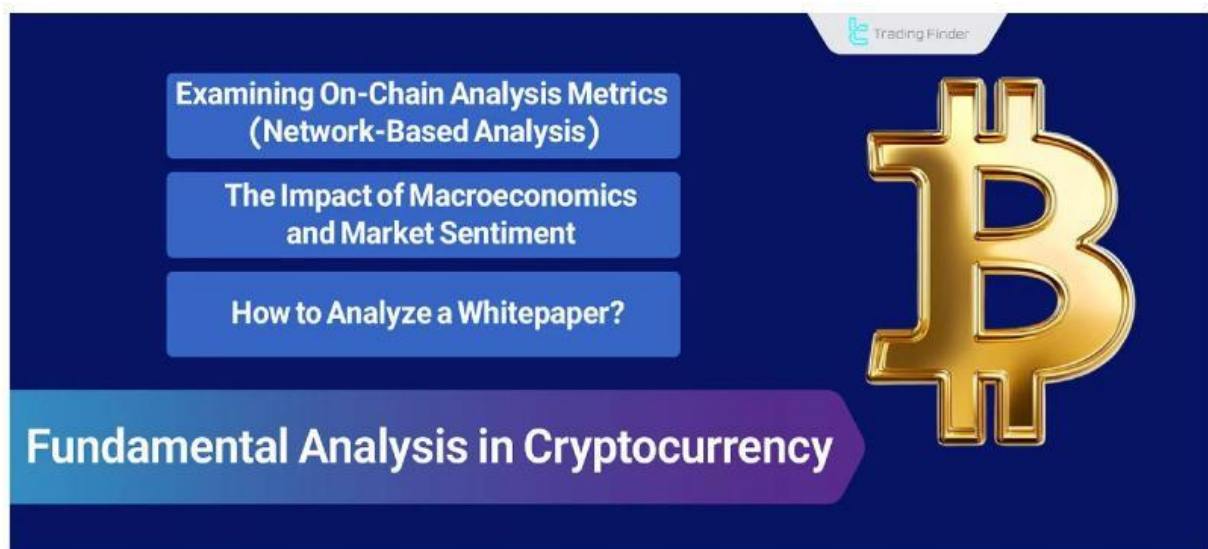 Trading Finder
Examining On-Chain Analysis Metrics
(Network-Based Analysis)
The Impact of Macroeconomics
and Market Sentiment
How to Analyze a Whitepaper?
Fundamental Analysis in Cryptocurrency